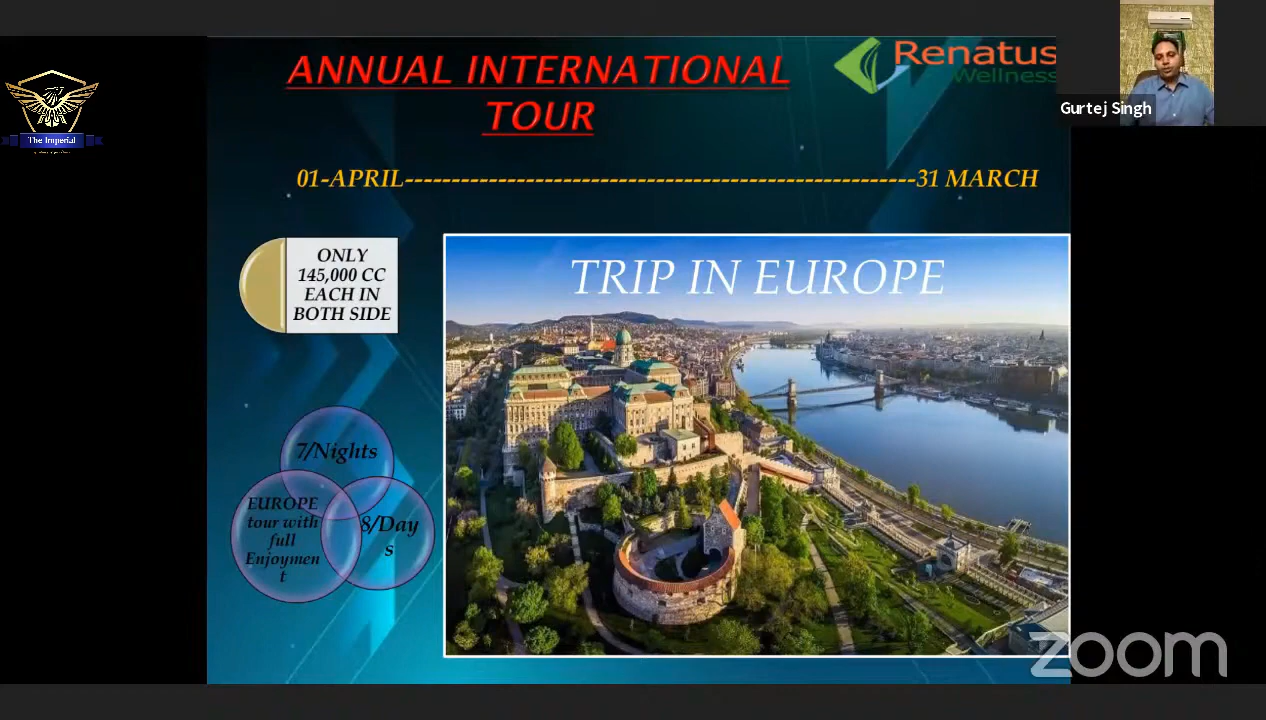 ANNUAL INTERNATIONAL
TOUR
Renatus
Wellness
Gurtej Singh
The Imperial
01-APRIL-------------------------------------------------------31 MARCH
ONLY
145,000 CC
EACH IN
BOTH SIDE
TRIP IN EUROPE
7/Nights
EUROPE
tour with
full
Enjoymen
t
8/Day
s
zoom